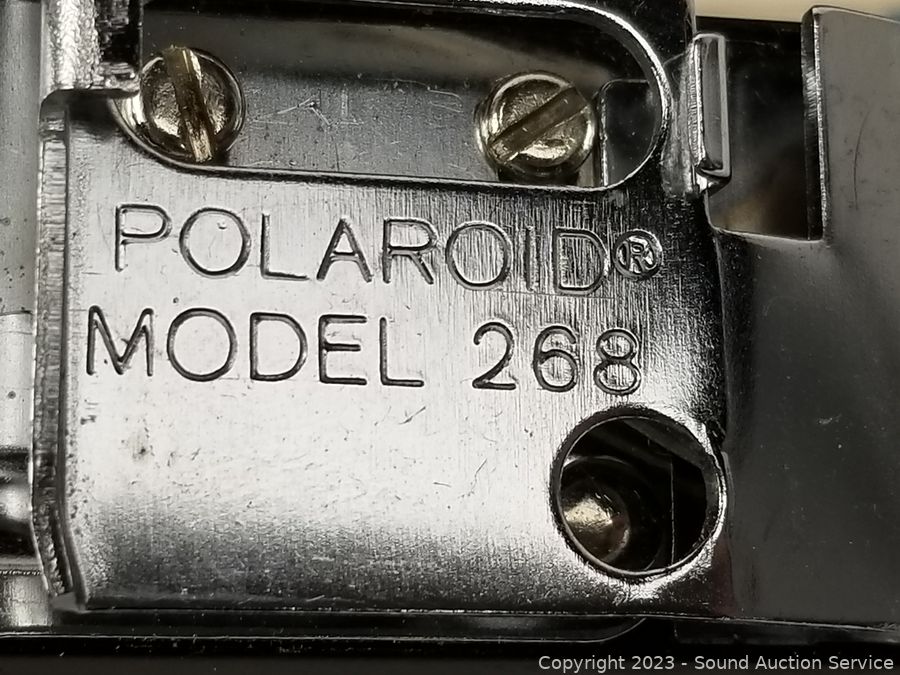 POLAROID®
MODEL 268
Copyright 2023 - Sound Auction Service